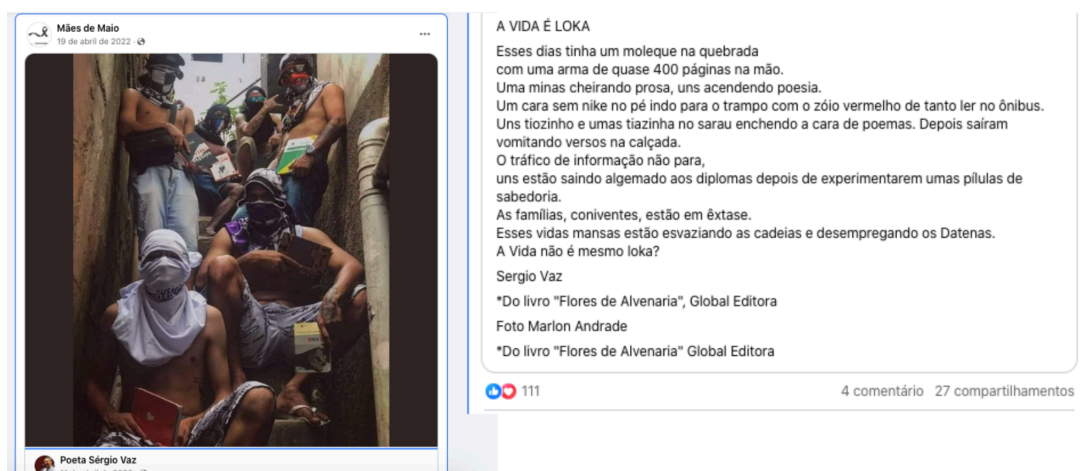 Mães de Maio
19 de abril de 2022
Poeta Sérgio Vaz
A VIDA É LOKA
Esses dias tinha um moleque na quebrada
com uma arma de quase 400 páginas na mão.
Uma minas cheirando prosa, uns acendendo poesia.
Um cara sem nike no pé indo para o trampo com o zóio vermelho de tanto ler no ônibus.
Uns tiozinho e umas tiazinha no sarau enchendo a cara de poemas. Depois saíram
vomitando versos na calçada.
O tráfico de informação não para,
uns estão saindo algemado aos diplomas depois de experimentarem umas pílulas de
sabedoria.
As famílias, coniventes, estão em êxtase.
Esses vidas mansas estão esvaziando as cadeias e desempregando os Datenas.
A Vida não é mesmo loka?
Sergio Vaz
*Do livro "Flores de Alvenaria", Global Editora
Foto Marlon Andrade
*Do livro "Flores de Alvenaria" Global Editora
111
4 comentário 27 compartilhamentos